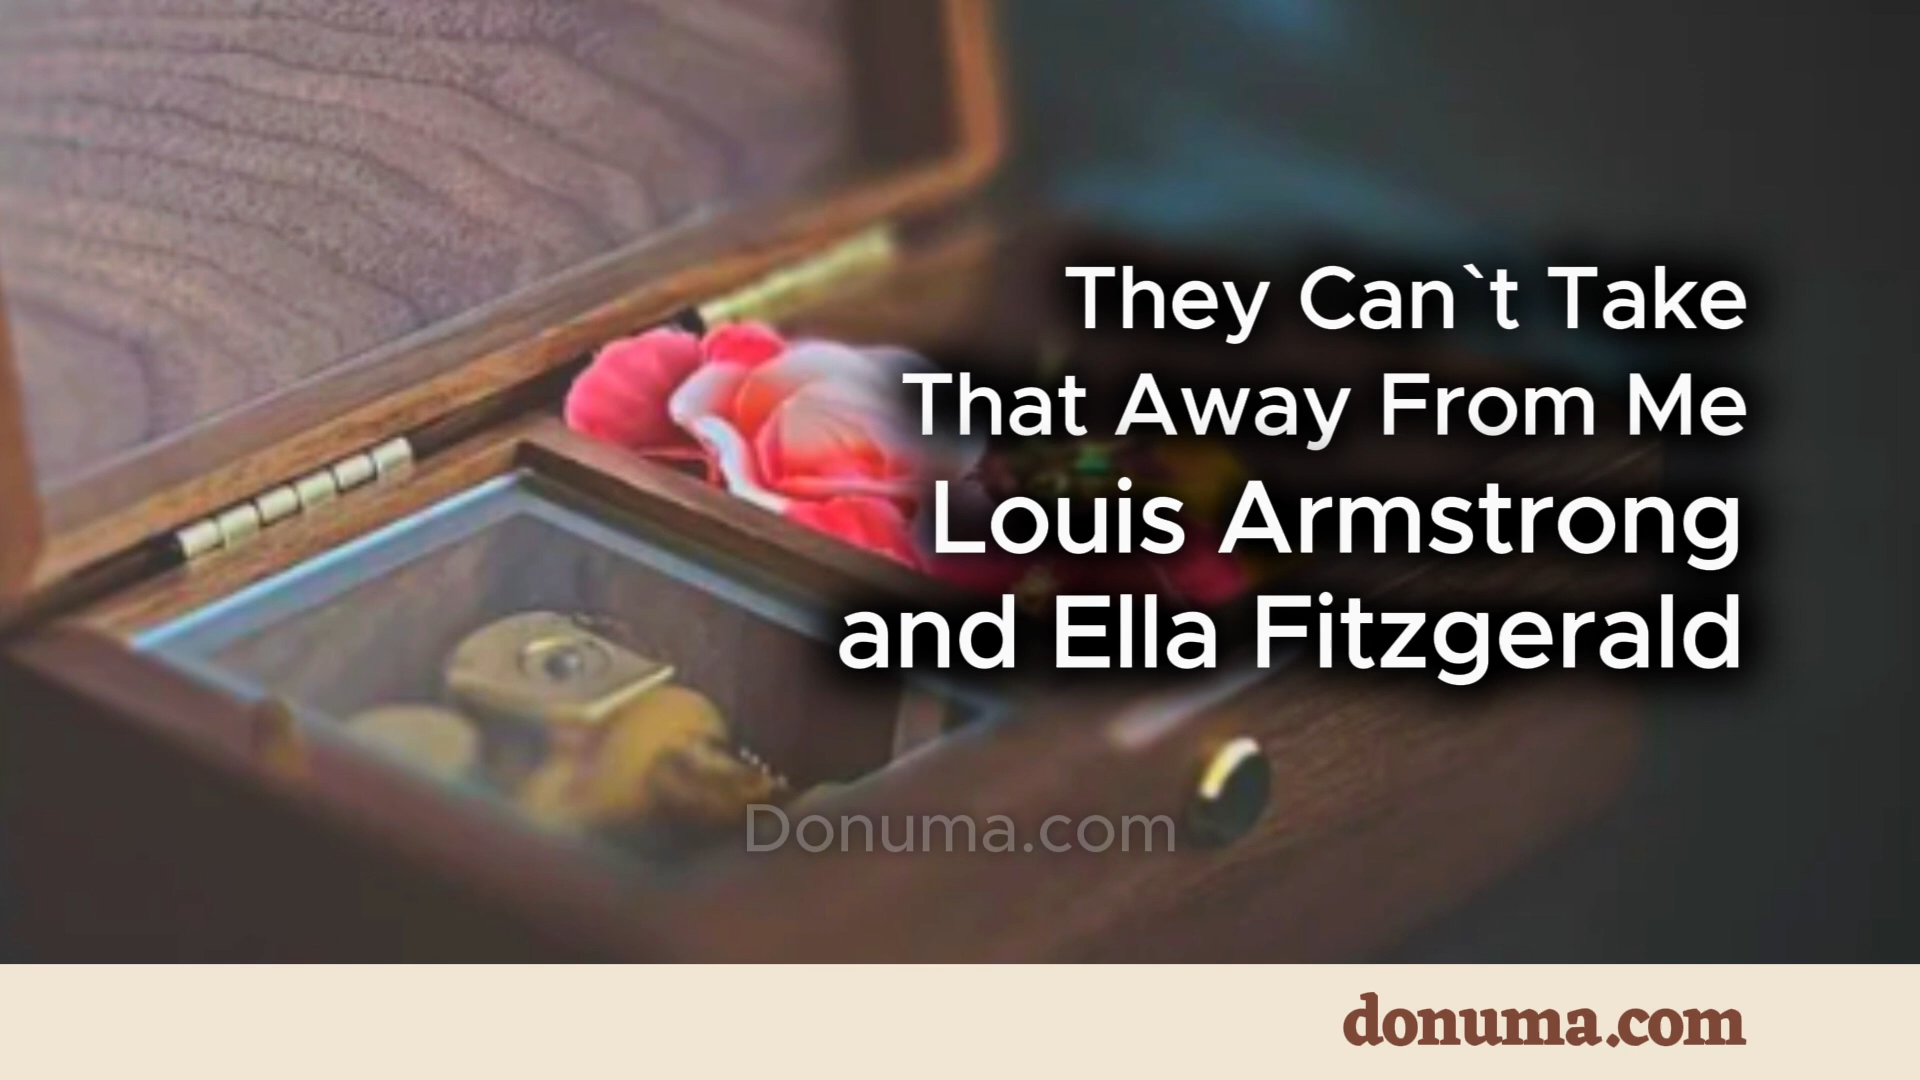 They Can`t Take
That Away From Me
Louis Armstrong
and Ella Fitzgerald
Donuma.com
donuma.com